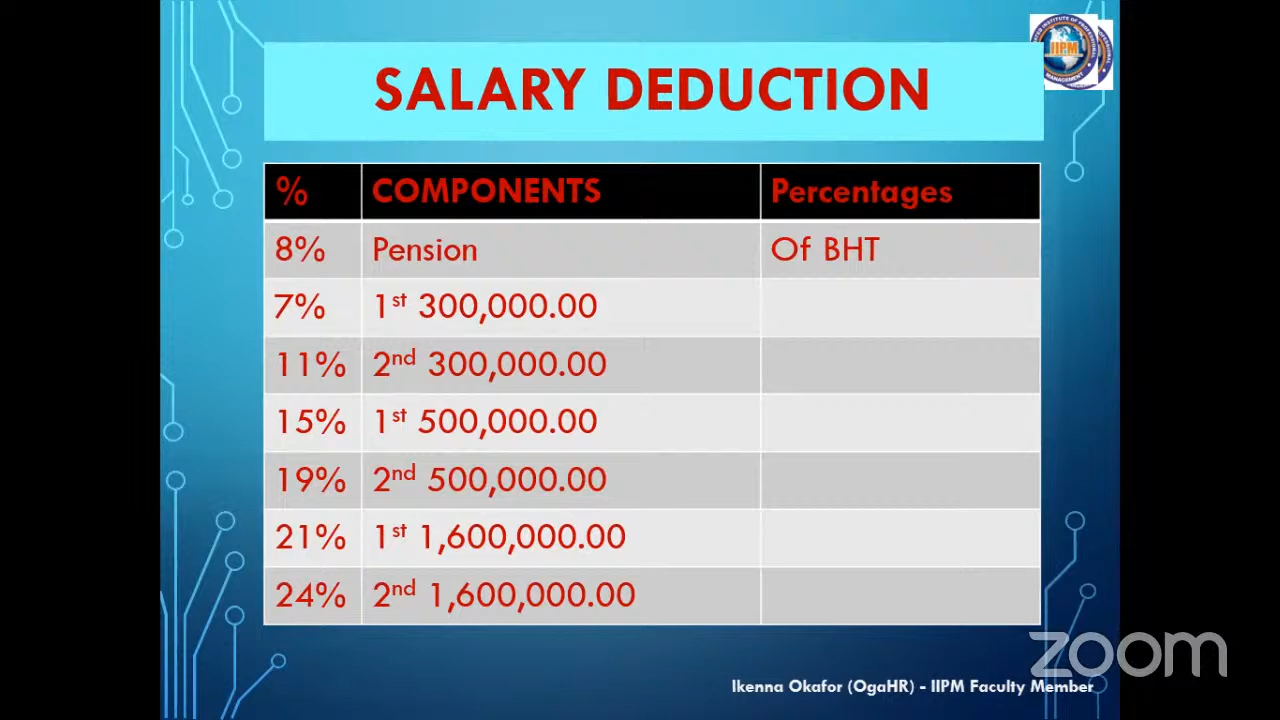 IIPM
MANAGEMENT
SALARY DEDUCTION
% COMPONENTS Percentages
8% Pension Of BHT
7% 1st 300,000.00
11% 2nd 300,000.00
15% 1st 500,000.00
19% 2nd 500,000.00
21% 1st 1,600,000.00
24% 2nd 1,600,000.00
zoom
Ikenna Okafor (OgaHR) - IIPM Faculty Member